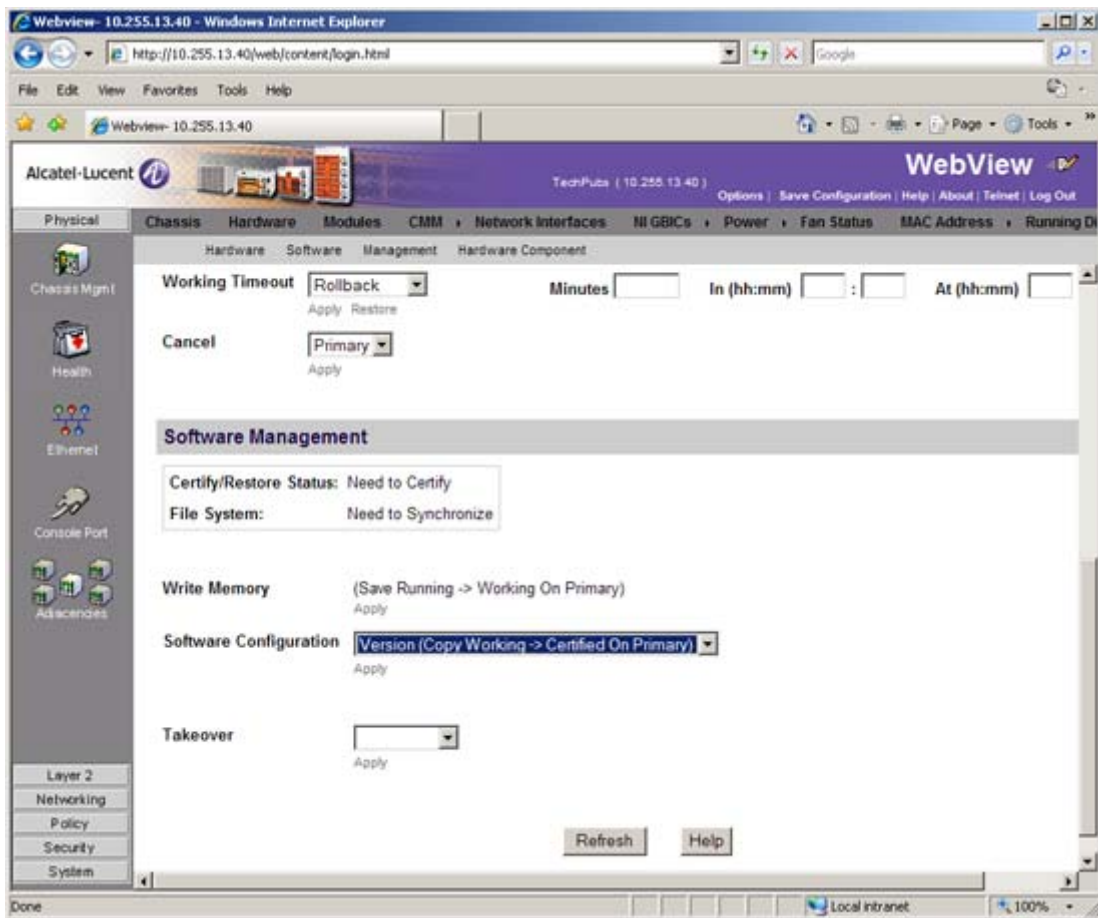 Webview- 10.255.13.40 - Windows Internet Explorer
http://10.255.13.40/web/content/login.html
Google
File Edit View Favorites Tools Help
Webview- 10.255.13.40
Page Tools
Alcatel-Lucent
WebView
TechPubs ( 10.255.13.40 )
Options | Save Configuration | Help | About | Telnet | Log Out
Physical
Chassis Hardware Modules CMM Network Interfaces NI GBICs Power Fan Status MAC Address Running Di
Hardware Software Management Hardware Component
Chassis Mgmt
Health
Ethernet
Console Port
Adjacencies
Working Timeout Rollback Minutes In (hh:mm) : At (hh:mm)
Apply Restore
Cancel Primary
Apply
Software Management
Certify/Restore Status: Need to Certify
File System: Need to Synchronize
Write Memory (Save Running -> Working On Primary)
Apply
Software Configuration Version (Copy Working -> Certified On Primary)
Apply
Takeover
Apply
Layer 2
Networking
Policy
Security
System
Refresh Help
Done Local intranet 100%